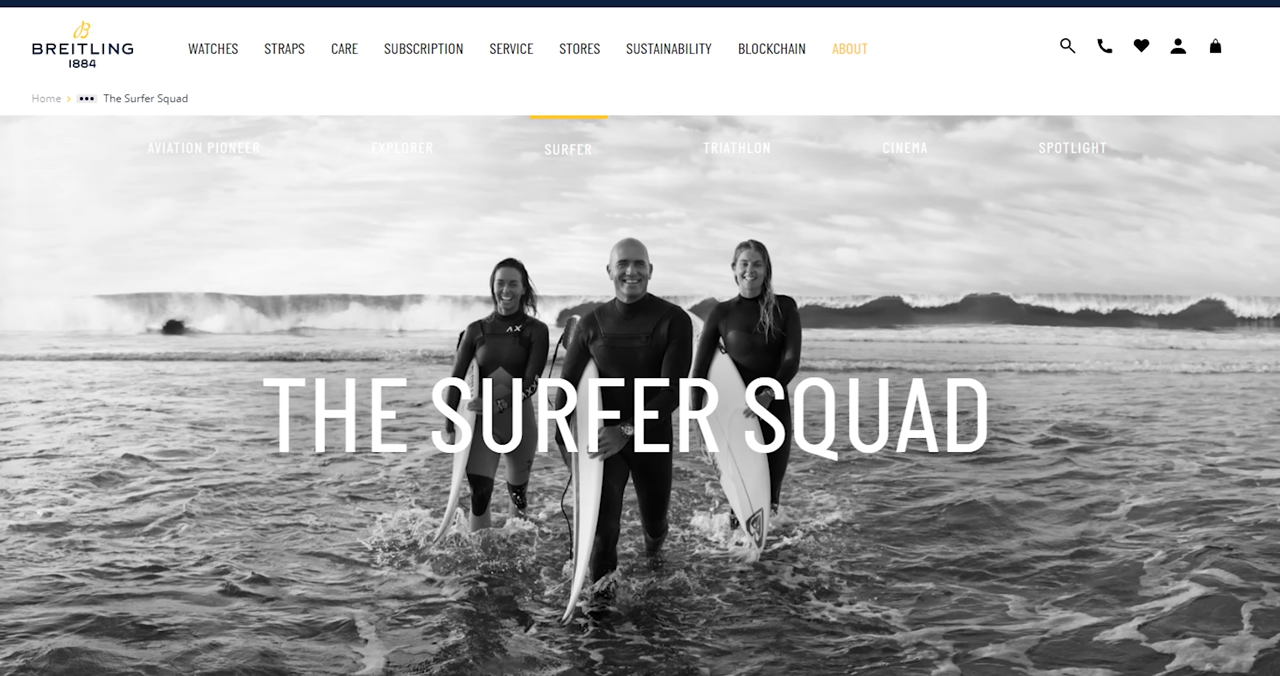 BREITLING
1884
WATCHES STRAPS CARE SUBSCRIPTION SERVICE STORES SUSTAINABILITY BLOCKCHAIN ABOUT
Home > ••• The Surfer Squad
AVIATION PIONEER EXPLORER SURFER TRIATHLON CINEMA SPOTLIGHT
AX
THE SURFER SQUAD